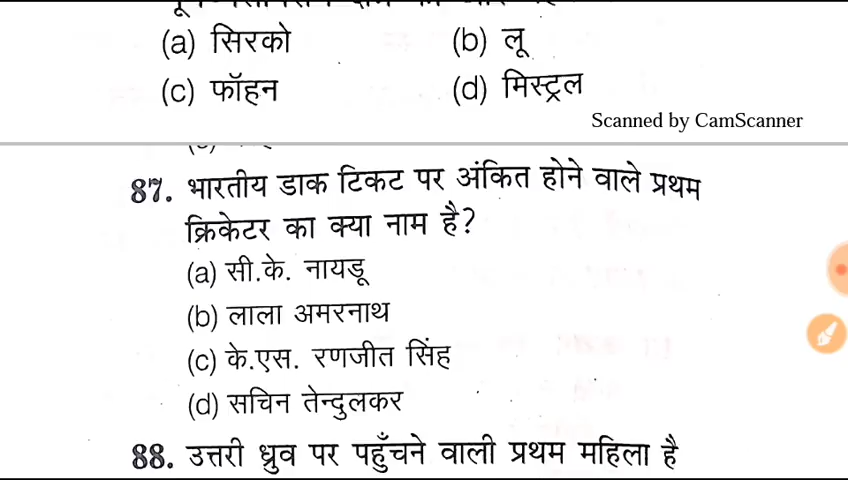 (a) सिरको (b) लू
(c) फॉहन (d) मिस्ट्रल
Scanned by CamScanner
87. भारतीय डाक टिकट पर अंकित होने वाले प्रथम
क्रिकेटर का क्या नाम है?
(a) सी.के. नायडू
(b) लाला अमरनाथ
(c) के.एस. रणजीत सिंह
(d) सचिन तेन्दुलकर
88. उत्तरी ध्रुव पर पहुँचने वाली प्रथम महिला है